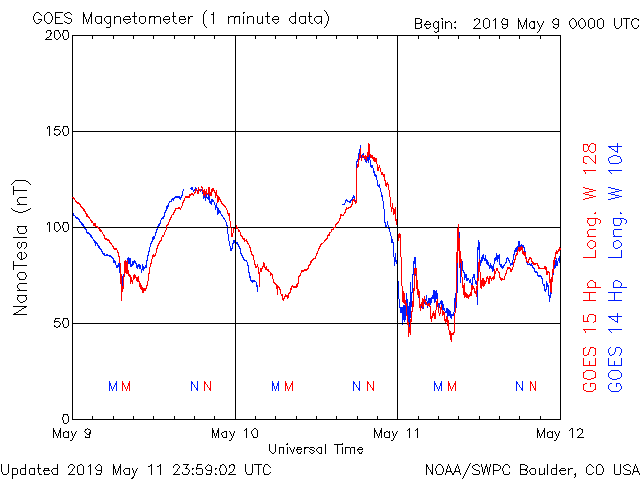 GOES Magnetometer (1 minute data)
Begin: 2019 May 9 0000 UTC
200
150
100
50
0
NanoTesla (nT)
M M N N M M N N M M N N
May 9 May 10 May 11 May 12
Universal Time
GOES 15 Hp Long. W 128
GOES 14 Hp Long. W 104
Updated 2019 May 11 23:59:02 UTC
NOAA/SWPC Boulder, CO USA